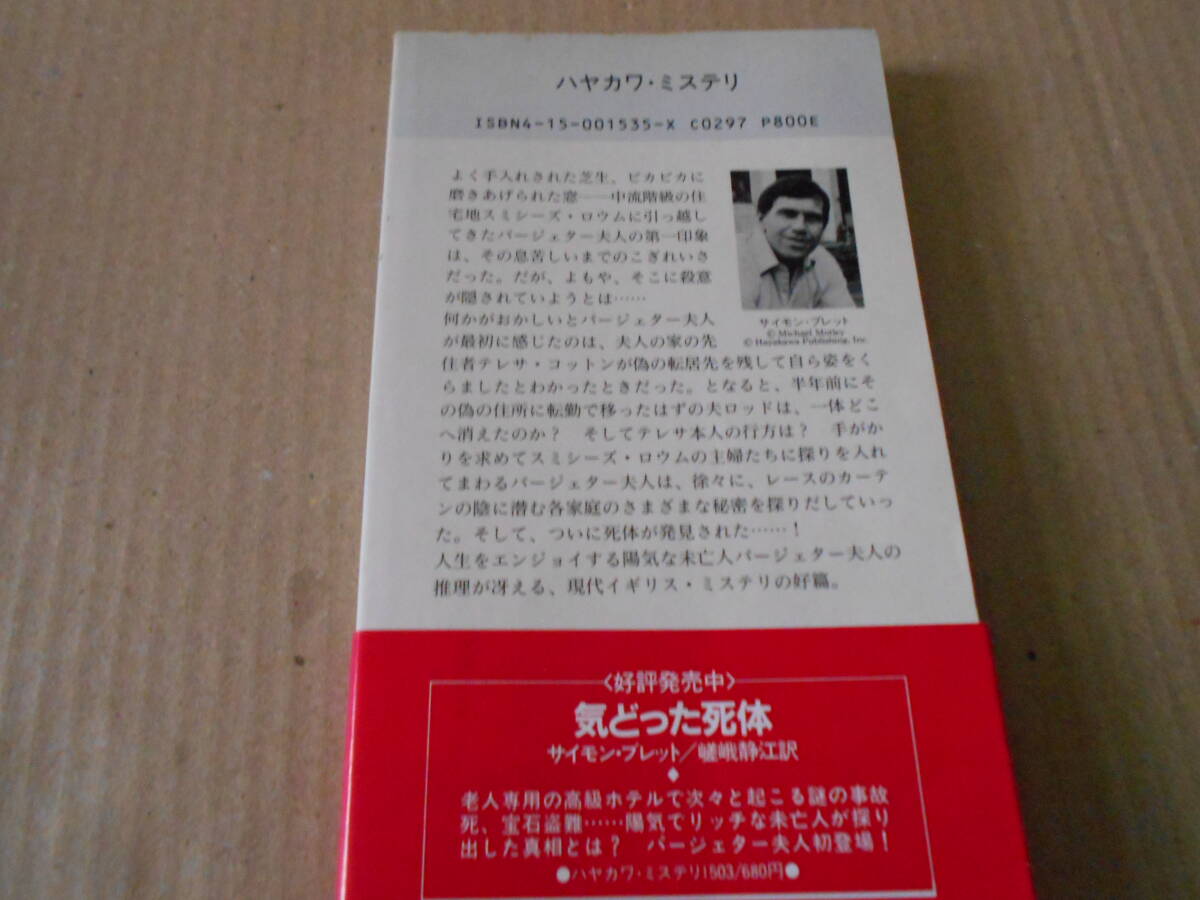 ハヤカワ・ミステリ
ISBN4-15-001535-X C0297 P800E
よく手入れされた芝生、ピカピカに
磨きあげられた窓――中流階級の住
宅地スミシーズ・ロウムに引っ越し
てきたパージェター夫人の第一印象
は、その息苦しいまでのこぎれいさ
だった。だが、よもや、そこに殺意
が隠されていようとは……
何かがおかしいとパージェター夫人
が最初に感じたのは、夫人の家の先
住者テレサ・コットンが偽の転居先を残して自ら姿をく
らましたとわかったときだった。となると、半年前にそ
の偽の住所に転勤で移ったはずの夫ロッドは、一体どこ
へ消えたのか？　そしてテレサ本人の行方は？　手がか
りを求めてスミシーズ・ロウムの主婦たちに探りを入れ
てまわるパージェター夫人は、徐々に、レースのカーテ
ンの陰に潜む各家庭のさまざまな秘密を探りだしていっ
た。そして、ついに死体が発見された……！
人生をエンジョイする陽気な未亡人パージェター夫人の
推理が冴える、現代イギリス・ミステリの好篇。
サイモン・ブレット
© Michael Motley
© Hayakawa Publishing, Inc.
〈好評発売中〉
気どった死体
サイモン・ブレット／嵯峨静江訳
◆
老人専用の高級ホテルで次々と起こる謎の事故
死、宝石盗難……陽気でリッチな未亡人が探り
出した真相とは？　パージェター夫人初登場！
●ハヤカワ・ミステリ1503/680円●